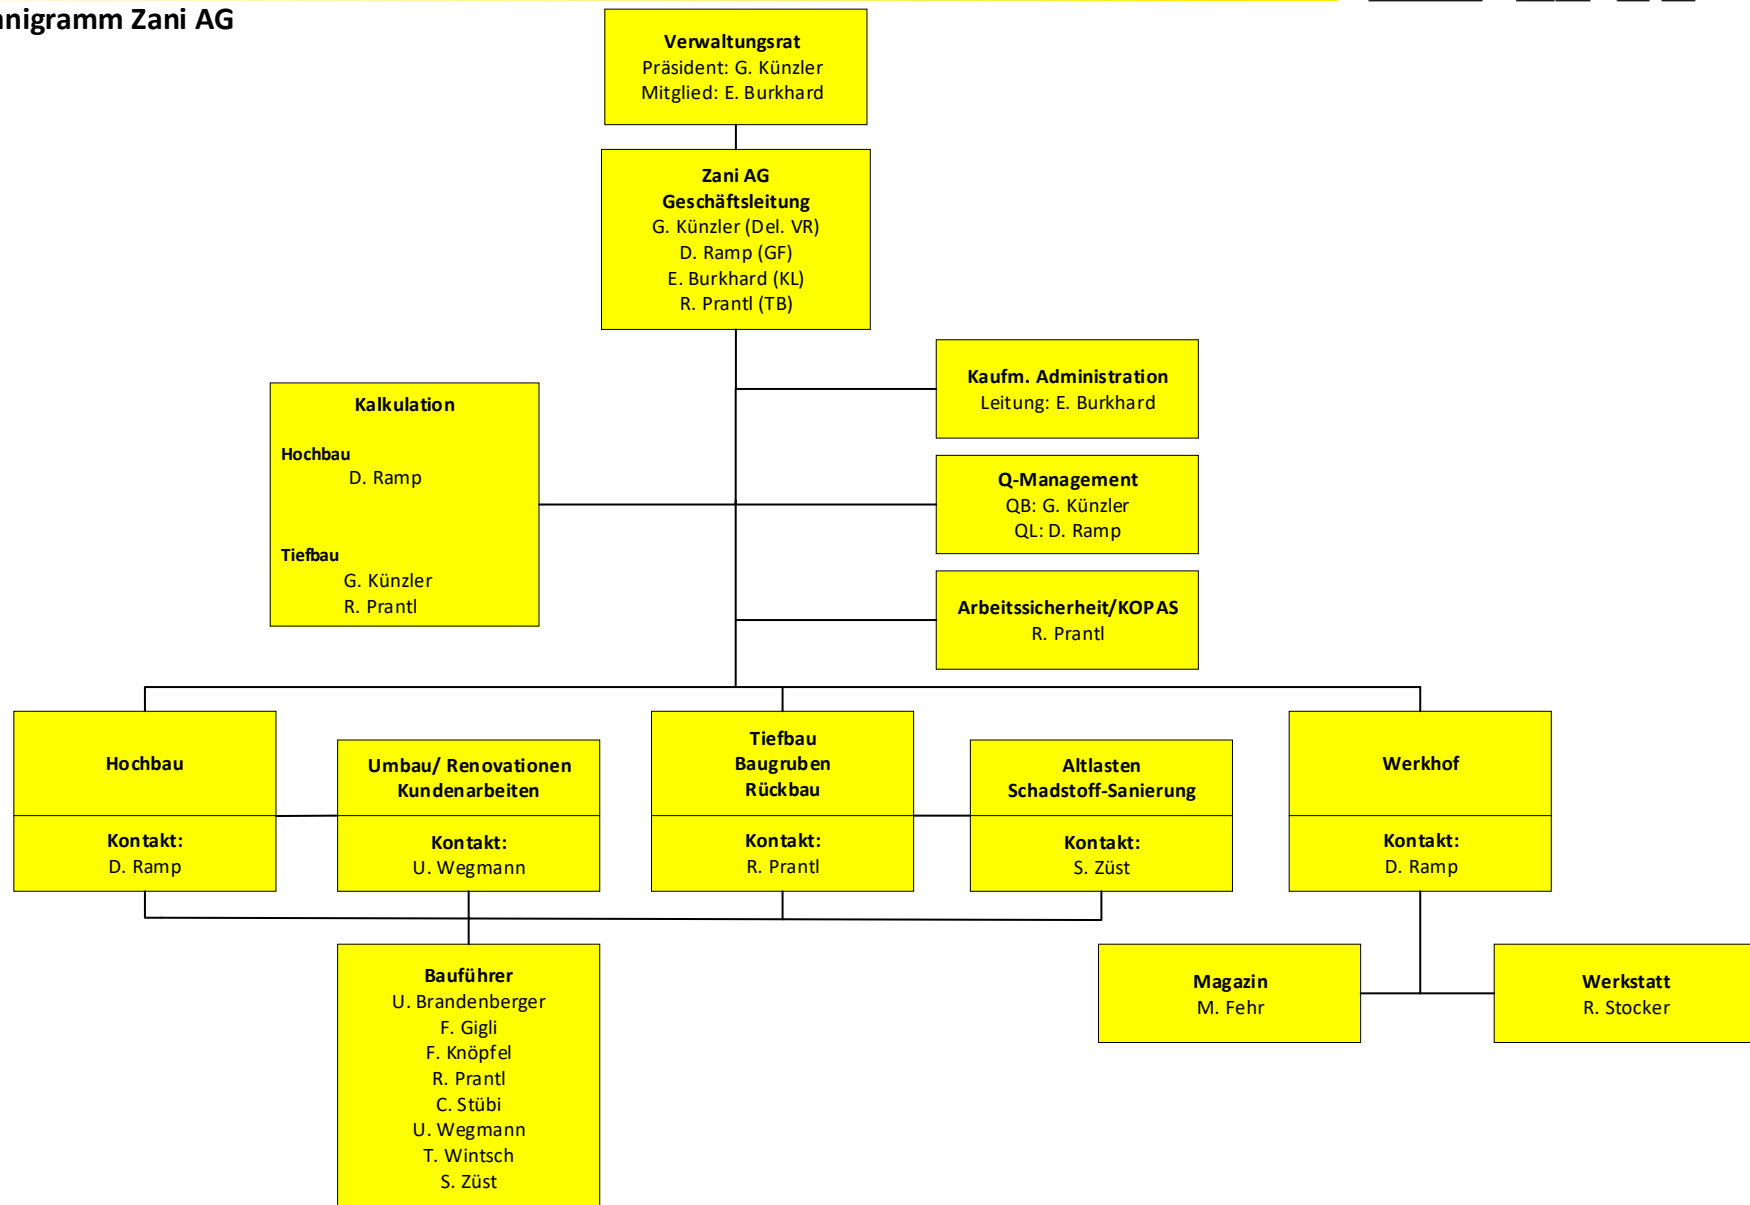 nigramm Zani AG
Verwaltungsrat
Präsident: G. Künzler
Mitglied: E. Burkhard
Zani AG
Geschäftsleitung
G. Künzler (Del. VR)
D. Ramp (GF)
E. Burkhard (KL)
R. Prantl (TB)
Kaufm. Administration
Leitung: E. Burkhard
Kalkulation
Hochbau
D. Ramp
Tiefbau
G. Künzler
R. Prantl
Q-Management
QB: G. Künzler
QL: D. Ramp
Arbeitssicherheit/KOPAS
R. Prantl
Hochbau
Kontakt:
D. Ramp
Umbau/ Renovationen
Kundenarbeiten
Kontakt:
U. Wegmann
Tiefbau
Baugruben
Rückbau
Kontakt:
R. Prantl
Altlasten
Schadstoff-Sanierung
Kontakt:
S. Züst
Werkhof
Kontakt:
D. Ramp
Bauführer
U. Brandenberger
F. Gigli
F. Knöpfel
R. Prantl
C. Stübi
U. Wegmann
T. Wintsch
S. Züst
Magazin
M. Fehr
Werkstatt
R. Stocker